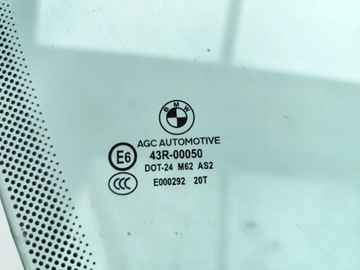 BMW
AGC AUTOMOTIVE
E6 43R-00050
DOT-24 M62 AS2
CCC E000292 20T